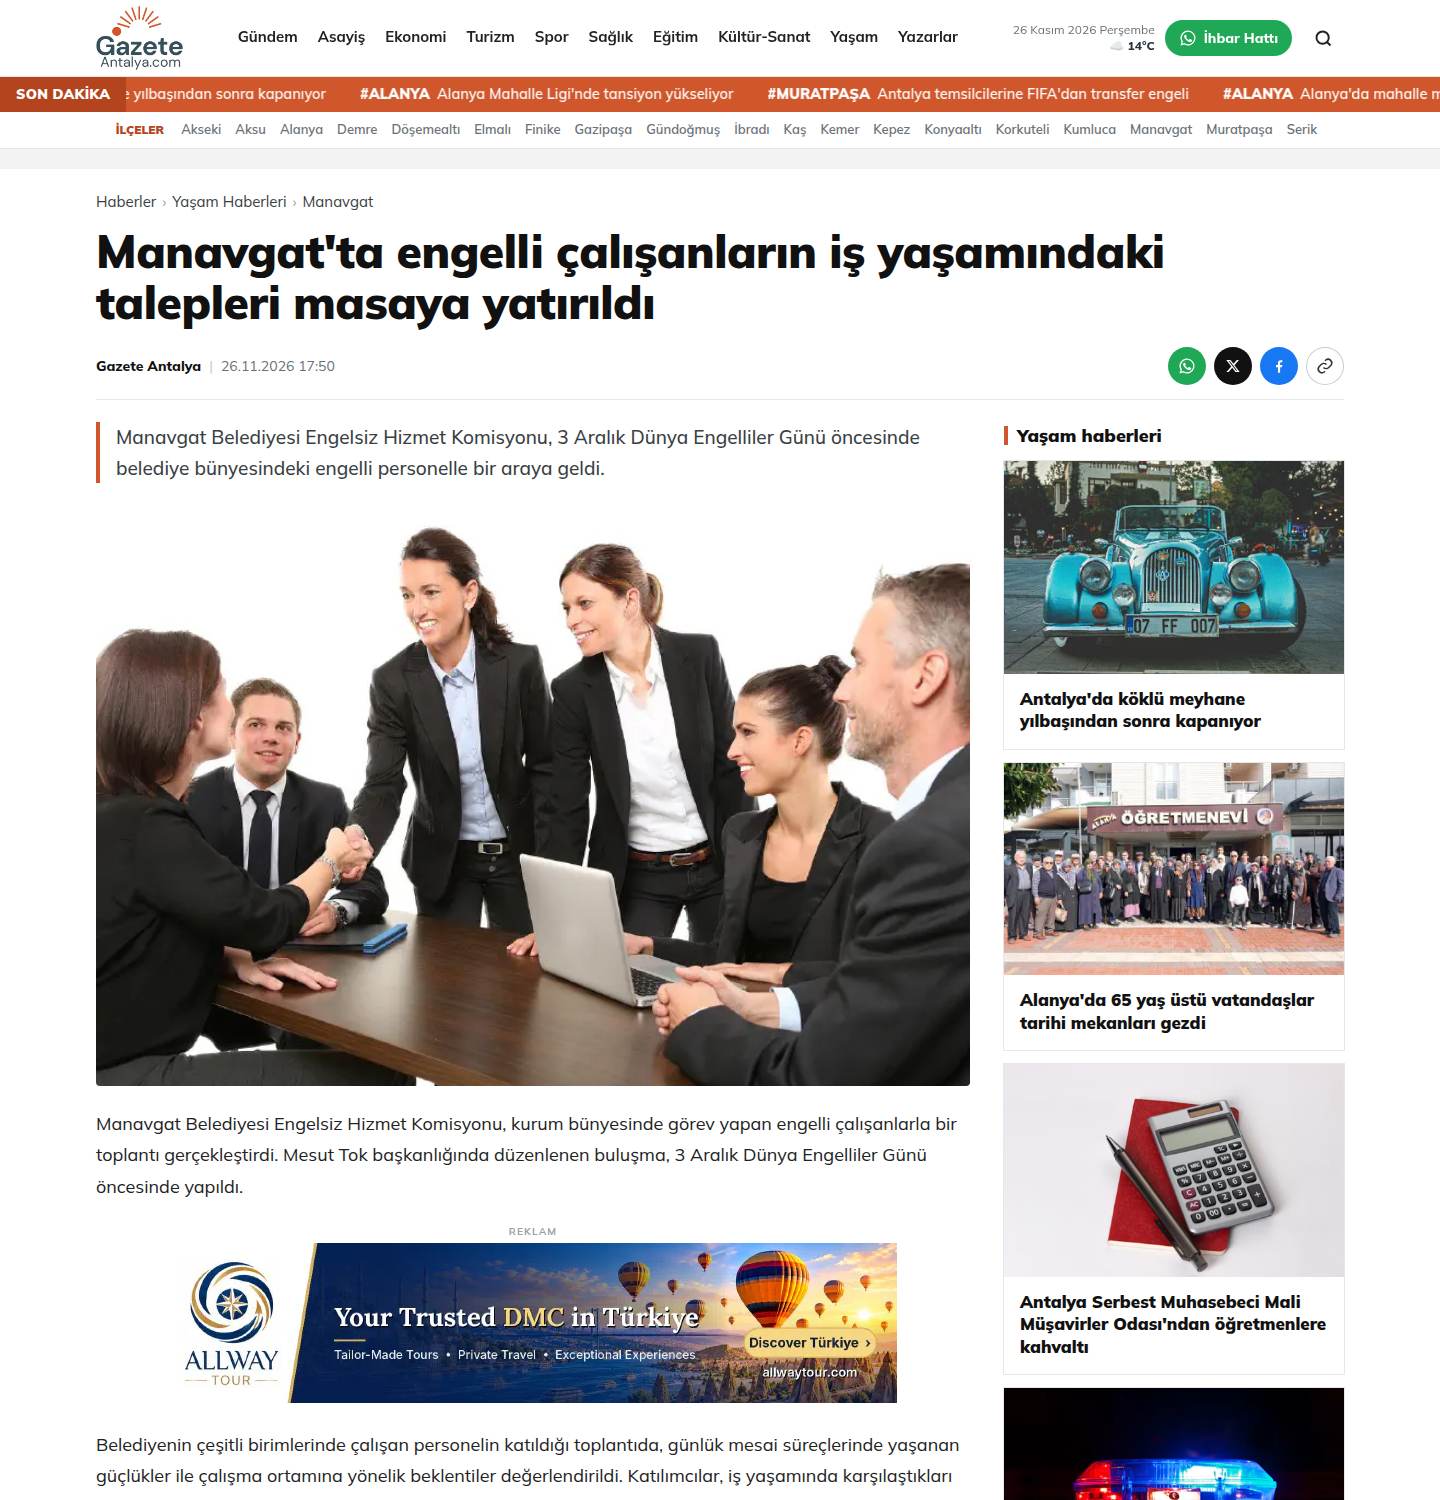 Gazete
Antalya.com
Gündem Asayiş Ekonomi Turizm Spor Sağlık Eğitim Kültür-Sanat Yaşam Yazarlar
26 Kasım 2026 Perşembe
14°C
İhbar Hattı
SON DAKİKA yılbaşından sonra kapanıyor #ALANYA Alanya Mahalle Ligi'nde tansiyon yükseliyor #MURATPAŞA Antalya temsilcilerine FIFA'dan transfer engeli #ALANYA Alanya'da mahalle
İLÇELER Akseki Aksu Alanya Demre Döşemealtı Elmalı Finike Gazipaşa Gündoğmuş İbradı Kaş Kemer Kepez Konyaaltı Korkuteli Kumluca Manavgat Muratpaşa Serik
Haberler › Yaşam Haberleri › Manavgat
Manavgat'ta engelli çalışanların iş yaşamındaki
talepleri masaya yatırıldı
Gazete Antalya | 26.11.2026 17:50
Manavgat Belediyesi Engelsiz Hizmet Komisyonu, 3 Aralık Dünya Engelliler Günü öncesinde
belediye bünyesindeki engelli personelle bir araya geldi.
Manavgat Belediyesi Engelsiz Hizmet Komisyonu, kurum bünyesinde görev yapan engelli çalışanlarla bir
toplantı gerçekleştirdi. Mesut Tok başkanlığında düzenlenen buluşma, 3 Aralık Dünya Engelliler Günü
öncesinde yapıldı.
REKLAM
ALLWAY
TOUR
Your Trusted DMC in Türkiye
Tailor-Made Tours • Private Travel • Exceptional Experiences
Discover Türkiye ›
allwaytour.com
Belediyenin çeşitli birimlerinde çalışan personelin katıldığı toplantıda, günlük mesai süreçlerinde yaşanan
güçlükler ile çalışma ortamına yönelik beklentiler değerlendirildi. Katılımcılar, iş yaşamında karşılaştıkları
Yaşam haberleri
07 FF 007
Antalya'da köklü meyhane
yılbaşından sonra kapanıyor
ALANYA ÖĞRETMENEVİ
Alanya'da 65 yaş üstü vatandaşlar
tarihi mekanları gezdi
Antalya Serbest Muhasebeci Mali
Müşavirler Odası'ndan öğretmenlere
kahvaltı